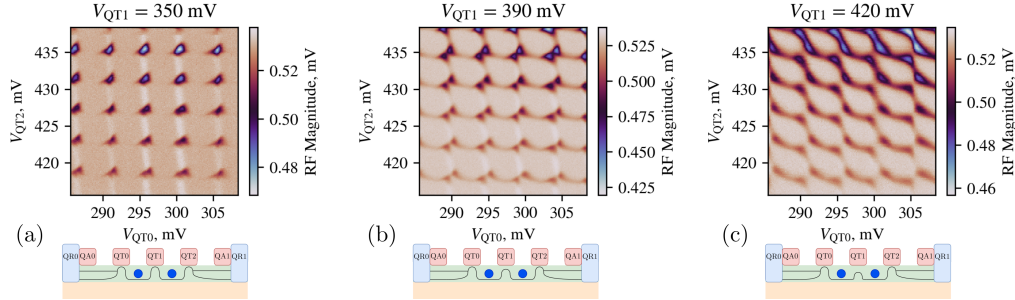 V_QT1 = 350 mV
V_QT2, mV
435
430
425
420
290 295 300 305
V_QT0, mV
0.52
0.50
0.48
RF Magnitude, mV
(a)
QR0 QA0 QT0 QT1 QT2 QA1 QR1
V_QT1 = 390 mV
V_QT2, mV
435
430
425
420
290 295 300 305
V_QT0, mV
0.525
0.500
0.475
0.450
0.425
RF Magnitude, mV
(b)
QR0 QA0 QT0 QT1 QT2 QA1 QR1
V_QT1 = 420 mV
V_QT2, mV
435
430
425
420
290 295 300 305
V_QT0, mV
0.52
0.50
0.48
0.46
RF Magnitude, mV
(c)
QR0 QA0 QT0 QT1 QT2 QA1 QR1